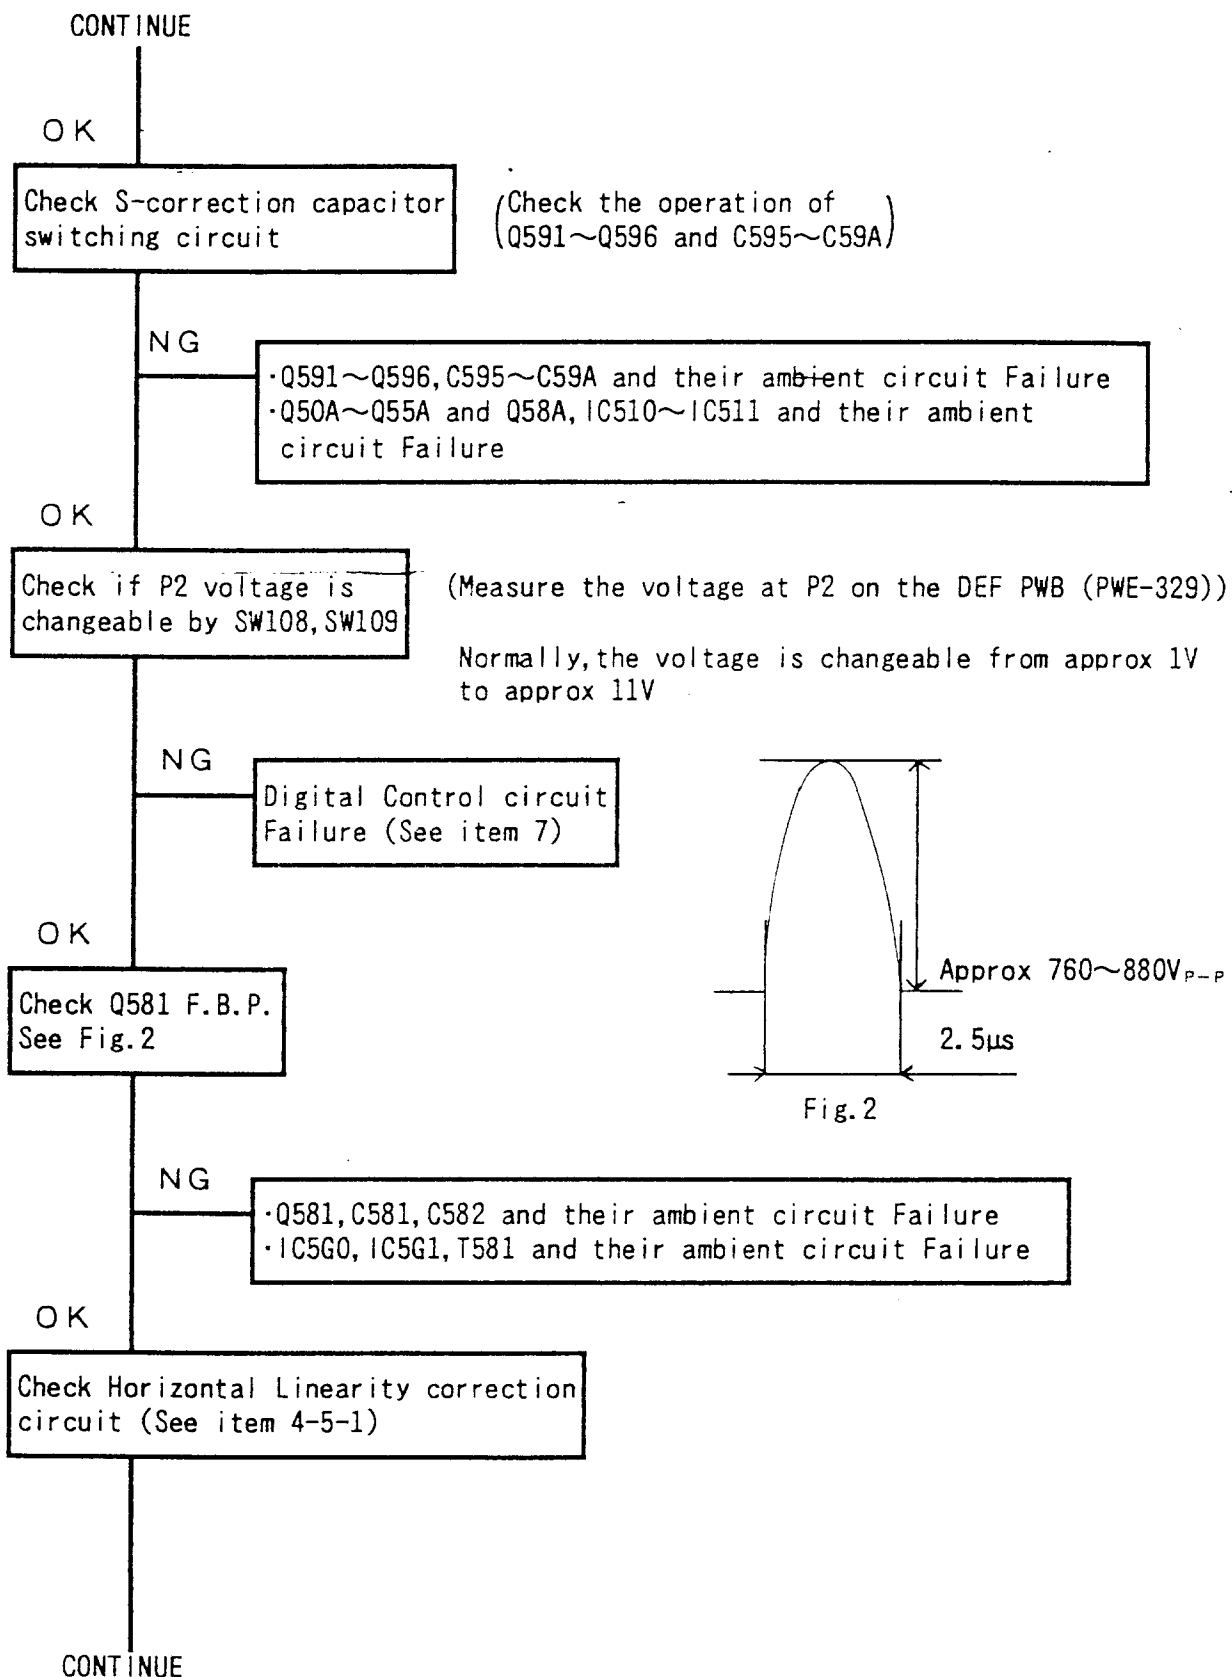 CONTINUE
OK
Check S-correction capacitor
switching circuit
(Check the operation of
Q591~Q596 and C595~C59A)
NG
·Q591~Q596, C595~C59A and their ambient circuit Failure
·Q50A~Q55A and Q58A, IC510~IC511 and their ambient
circuit Failure
OK
Check if P2 voltage is
changeable by SW108, SW109
(Measure the voltage at P2 on the DEF PWB (PWE-329))
Normally, the voltage is changeable from approx 1V
to approx 11V
NG
Digital Control circuit
Failure (See item 7)
OK
Check Q581 F.B.P.
See Fig.2
Approx 760~880VP-P
2.5µs
Fig.2
NG
·Q581, C581, C582 and their ambient circuit Failure
·IC5G0, IC5G1, T581 and their ambient circuit Failure
OK
Check Horizontal Linearity correction
circuit (See item 4-5-1)
CONTINUE